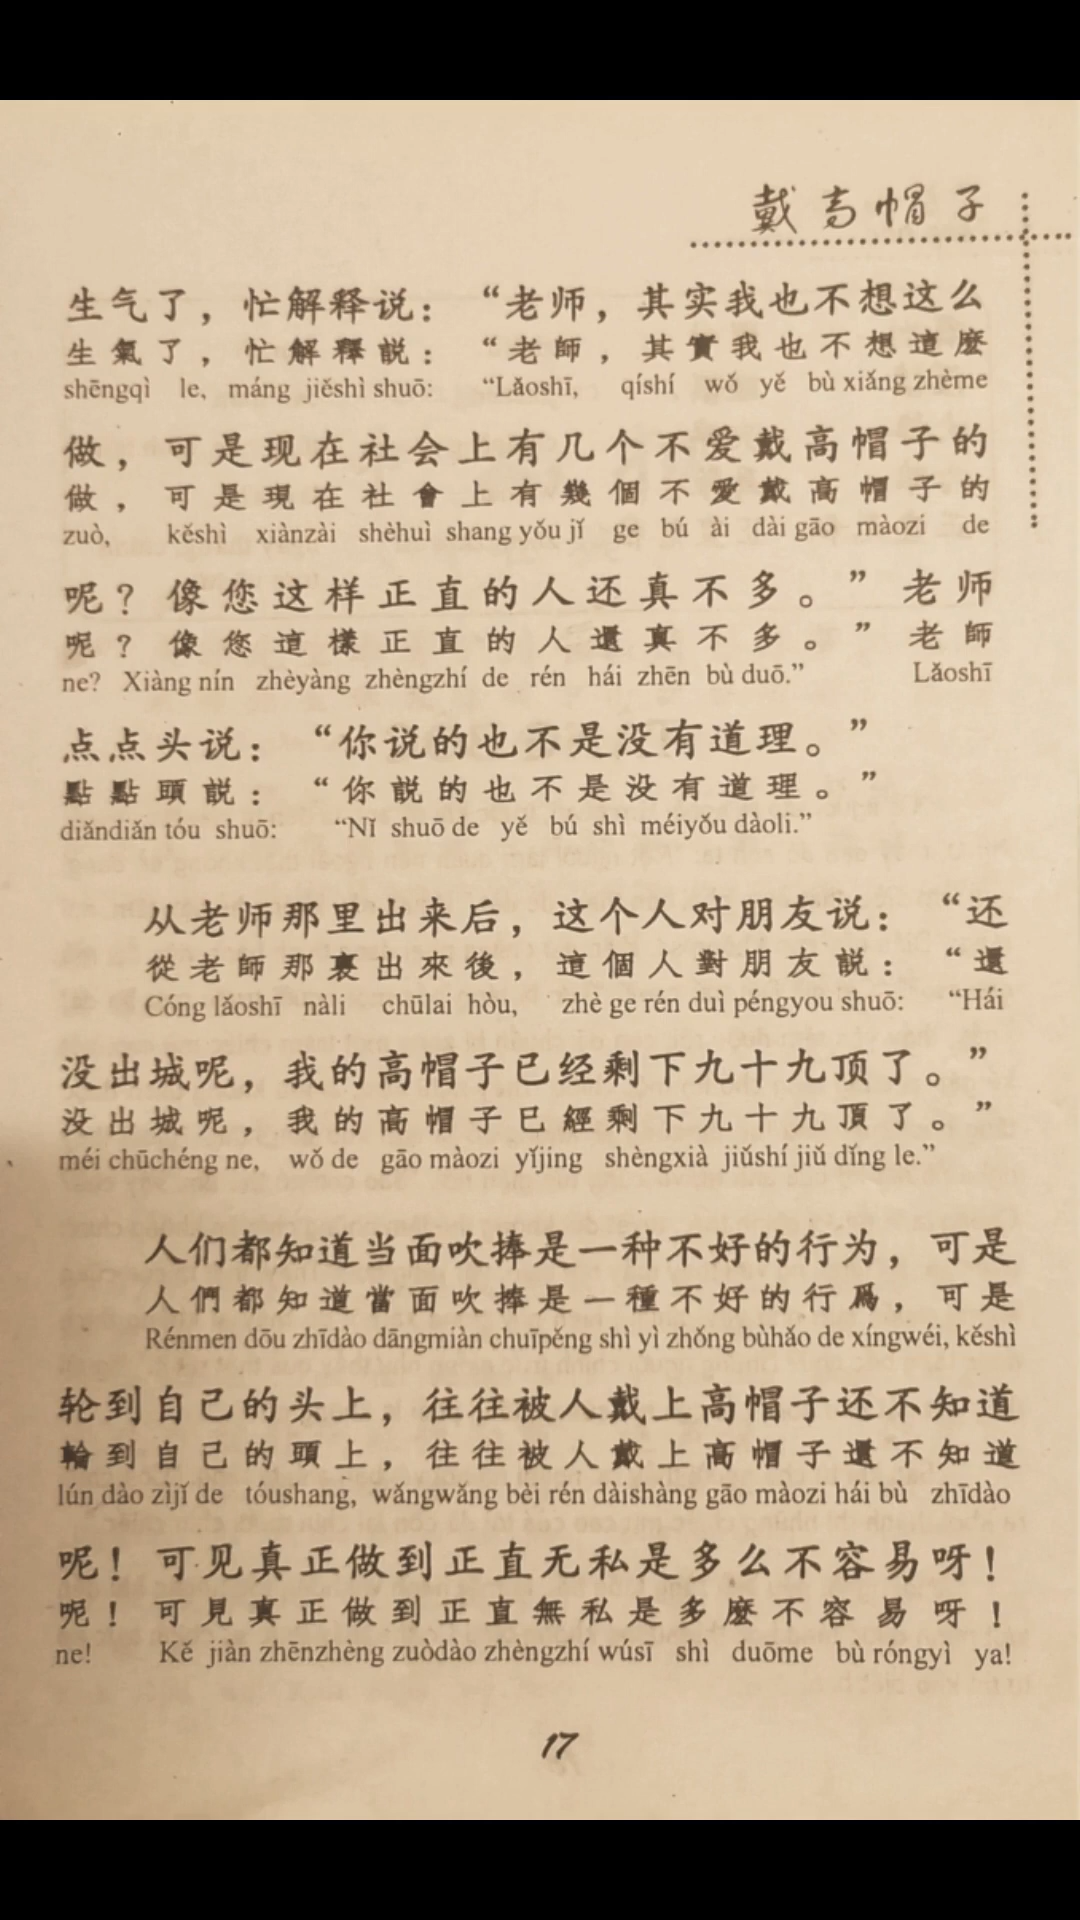 戴高帽子
生气了，忙解释说：“老师，其实我也不想这么
生氣了，忙解釋説：“老師，其實我也不想這麽
shēngqì le, máng jiěshì shuō: “Lǎoshī, qíshí wǒ yě bù xiǎng zhème
做，可是现在社会上有几个不爱戴高帽子的
做，可是現在社會上有幾個不愛戴高帽子的
zuò, kěshì xiànzài shèhuì shang yǒu jǐ ge bú ài dài gāo màozi de
呢？像您这样正直的人还真不多。”老师
呢？像您這樣正直的人還真不多。”老師
ne? Xiàng nín zhèyàng zhèngzhí de rén hái zhēn bù duō.” Lǎoshī
点点头说：“你说的也不是没有道理。”
點點頭説：“你説的也不是没有道理。”
diǎndiǎn tóu shuō: “Nǐ shuō de yě bú shì méiyǒu dàoli.”
从老师那里出来后，这个人对朋友说：“还
從老師那裏出來後，這個人對朋友説：“還
Cóng lǎoshī nàli chūlai hòu, zhè ge rén duì péngyou shuō: “Hái
没出城呢，我的高帽子已经剩下九十九顶了。”
没出城呢，我的高帽子已經剩下九十九頂了。”
méi chūchéng ne, wǒ de gāo màozi yǐjing shèngxià jiǔshí jiǔ dǐng le.”
人们都知道当面吹捧是一种不好的行为，可是
人們都知道當面吹捧是一種不好的行爲，可是
Rénmen dōu zhīdào dāngmiàn chuīpěng shì yì zhǒng bùhǎo de xíngwéi, kěshì
轮到自己的头上，往往被人戴上高帽子还不知道
輪到自己的頭上，往往被人戴上高帽子還不知道
lún dào zìjǐ de tóushang, wǎngwǎng bèi rén dàishàng gāo màozi hái bù zhīdào
呢！可见真正做到正直无私是多么不容易呀！
呢！可見真正做到正直無私是多麽不容易呀！
ne! Kě jiàn zhēnzhèng zuòdào zhèngzhí wúsī shì duōme bù róngyì ya!
17